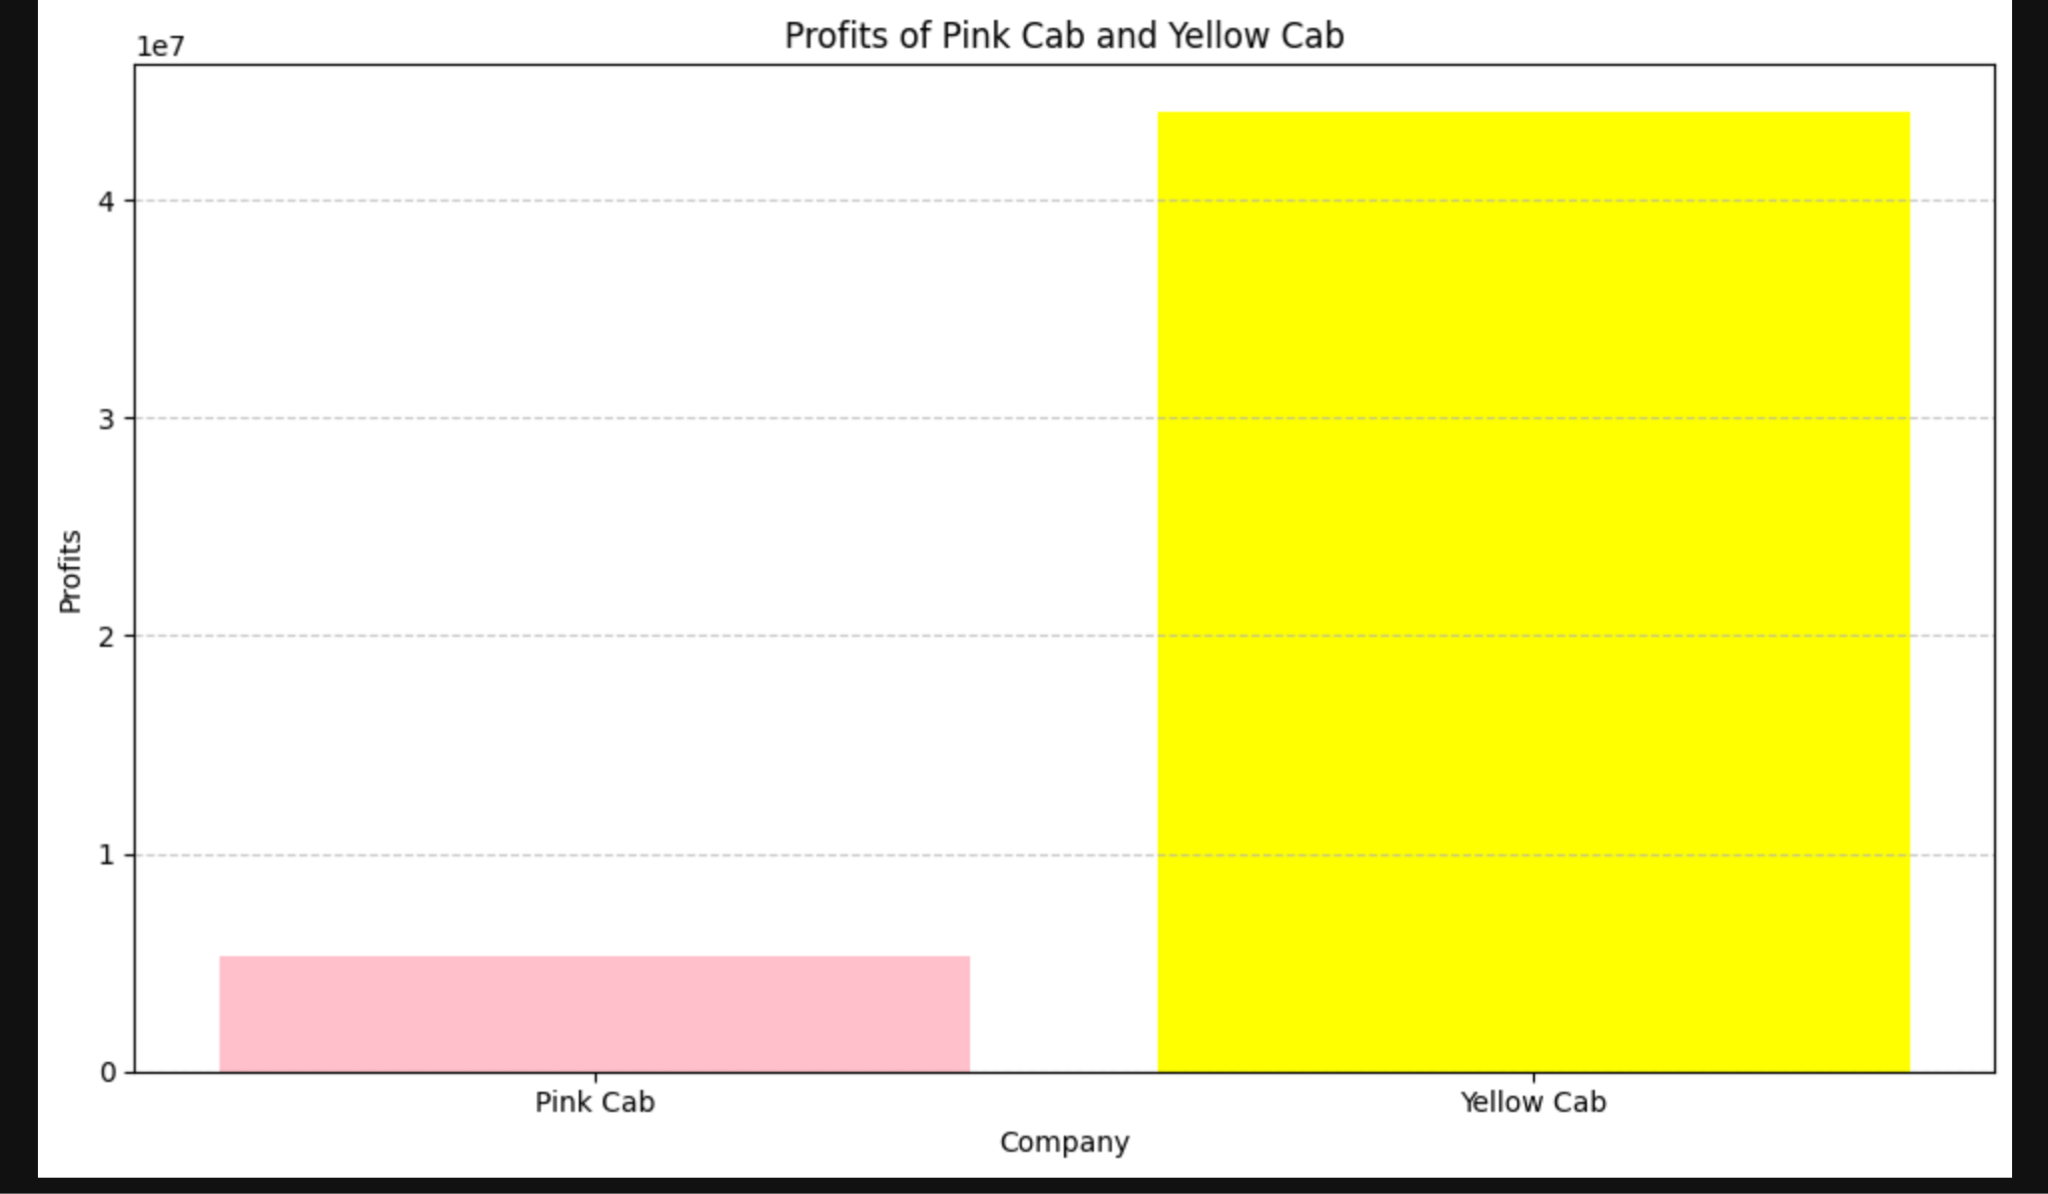 Profits of Pink Cab and Yellow Cab
1e7
4
3
2
1
0
Profits
Pink Cab
Yellow Cab
Company